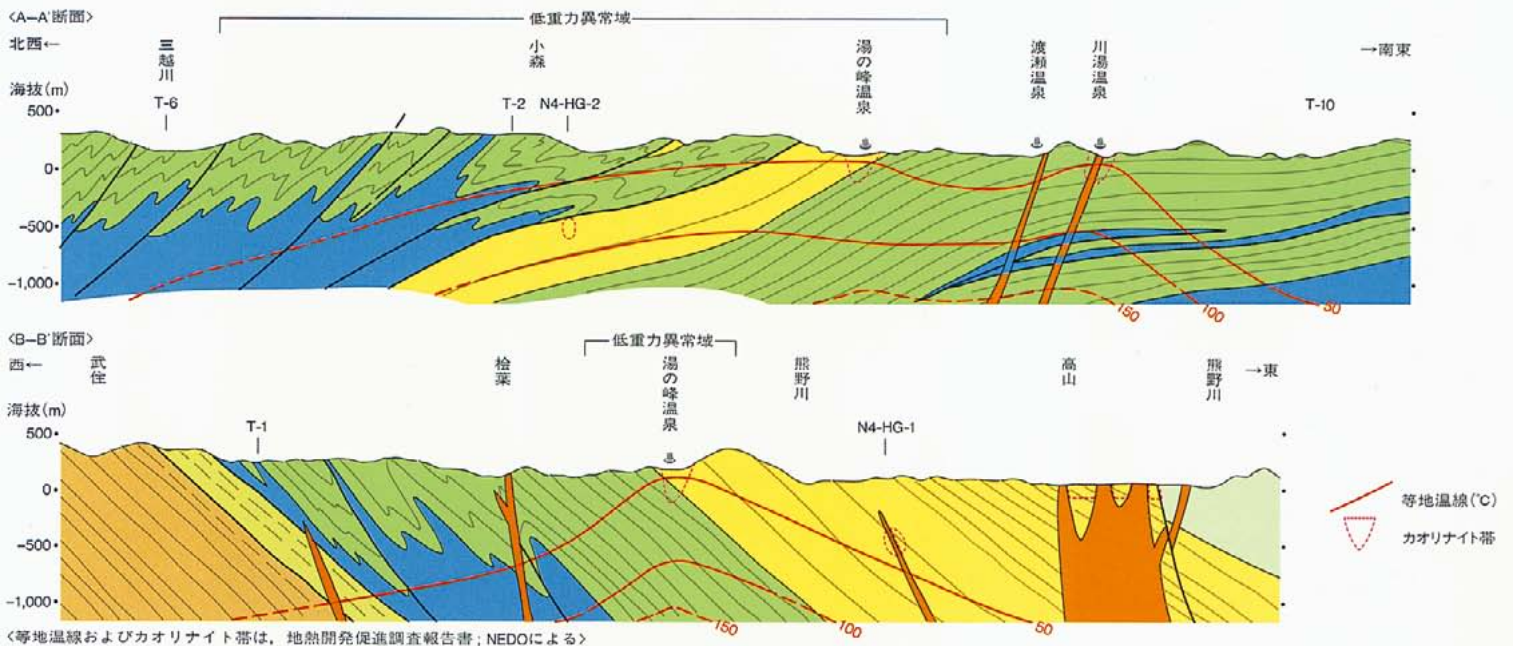 <A-A'断面>
低重力異常域
北西←
三越川
小森
湯の峰温泉
渡瀬温泉
川湯温泉
→南東
海抜(m)
T-6
T-2
N4-HG-2
T-10
500
0
-500
-1,000
150
100
50
<B-B'断面>
低重力異常域
西←
武住
桧葉
湯の峰温泉
熊野川
高山
熊野川
→東
海抜(m)
T-1
N4-HG-1
500
0
-500
-1,000
150
100
50
等地温線(℃)
カオリナイト帯
<等地温線およびカオリナイト帯は，地熱開発促進調査報告書；NEDOによる>